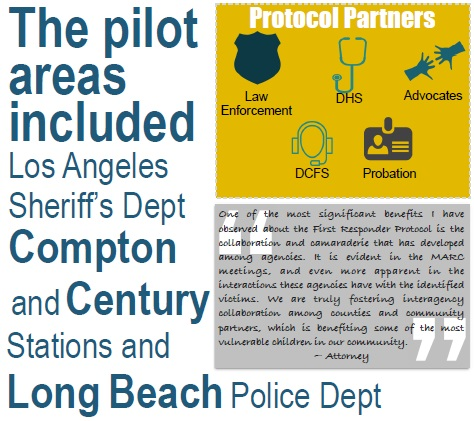 The pilot
areas
included
Los Angeles
Sheriff's Dept
Compton
and Century
Stations and
Long Beach Police Dept
Protocol Partners
Law
Enforcement
DHS
Advocates
DCFS
Probation
One of the most significant benefits I have
observed about the First Responder Protocol is the
collaboration and camaraderie that has developed
among agencies. It is evident in the MARC
meetings, and even more apparent in the
interactions these agencies have with the identified
victims. We are truly fostering interagency
collaboration among counties and community
partners, which is benefiting some of the most
vulnerable children in our community.
~ Attorney